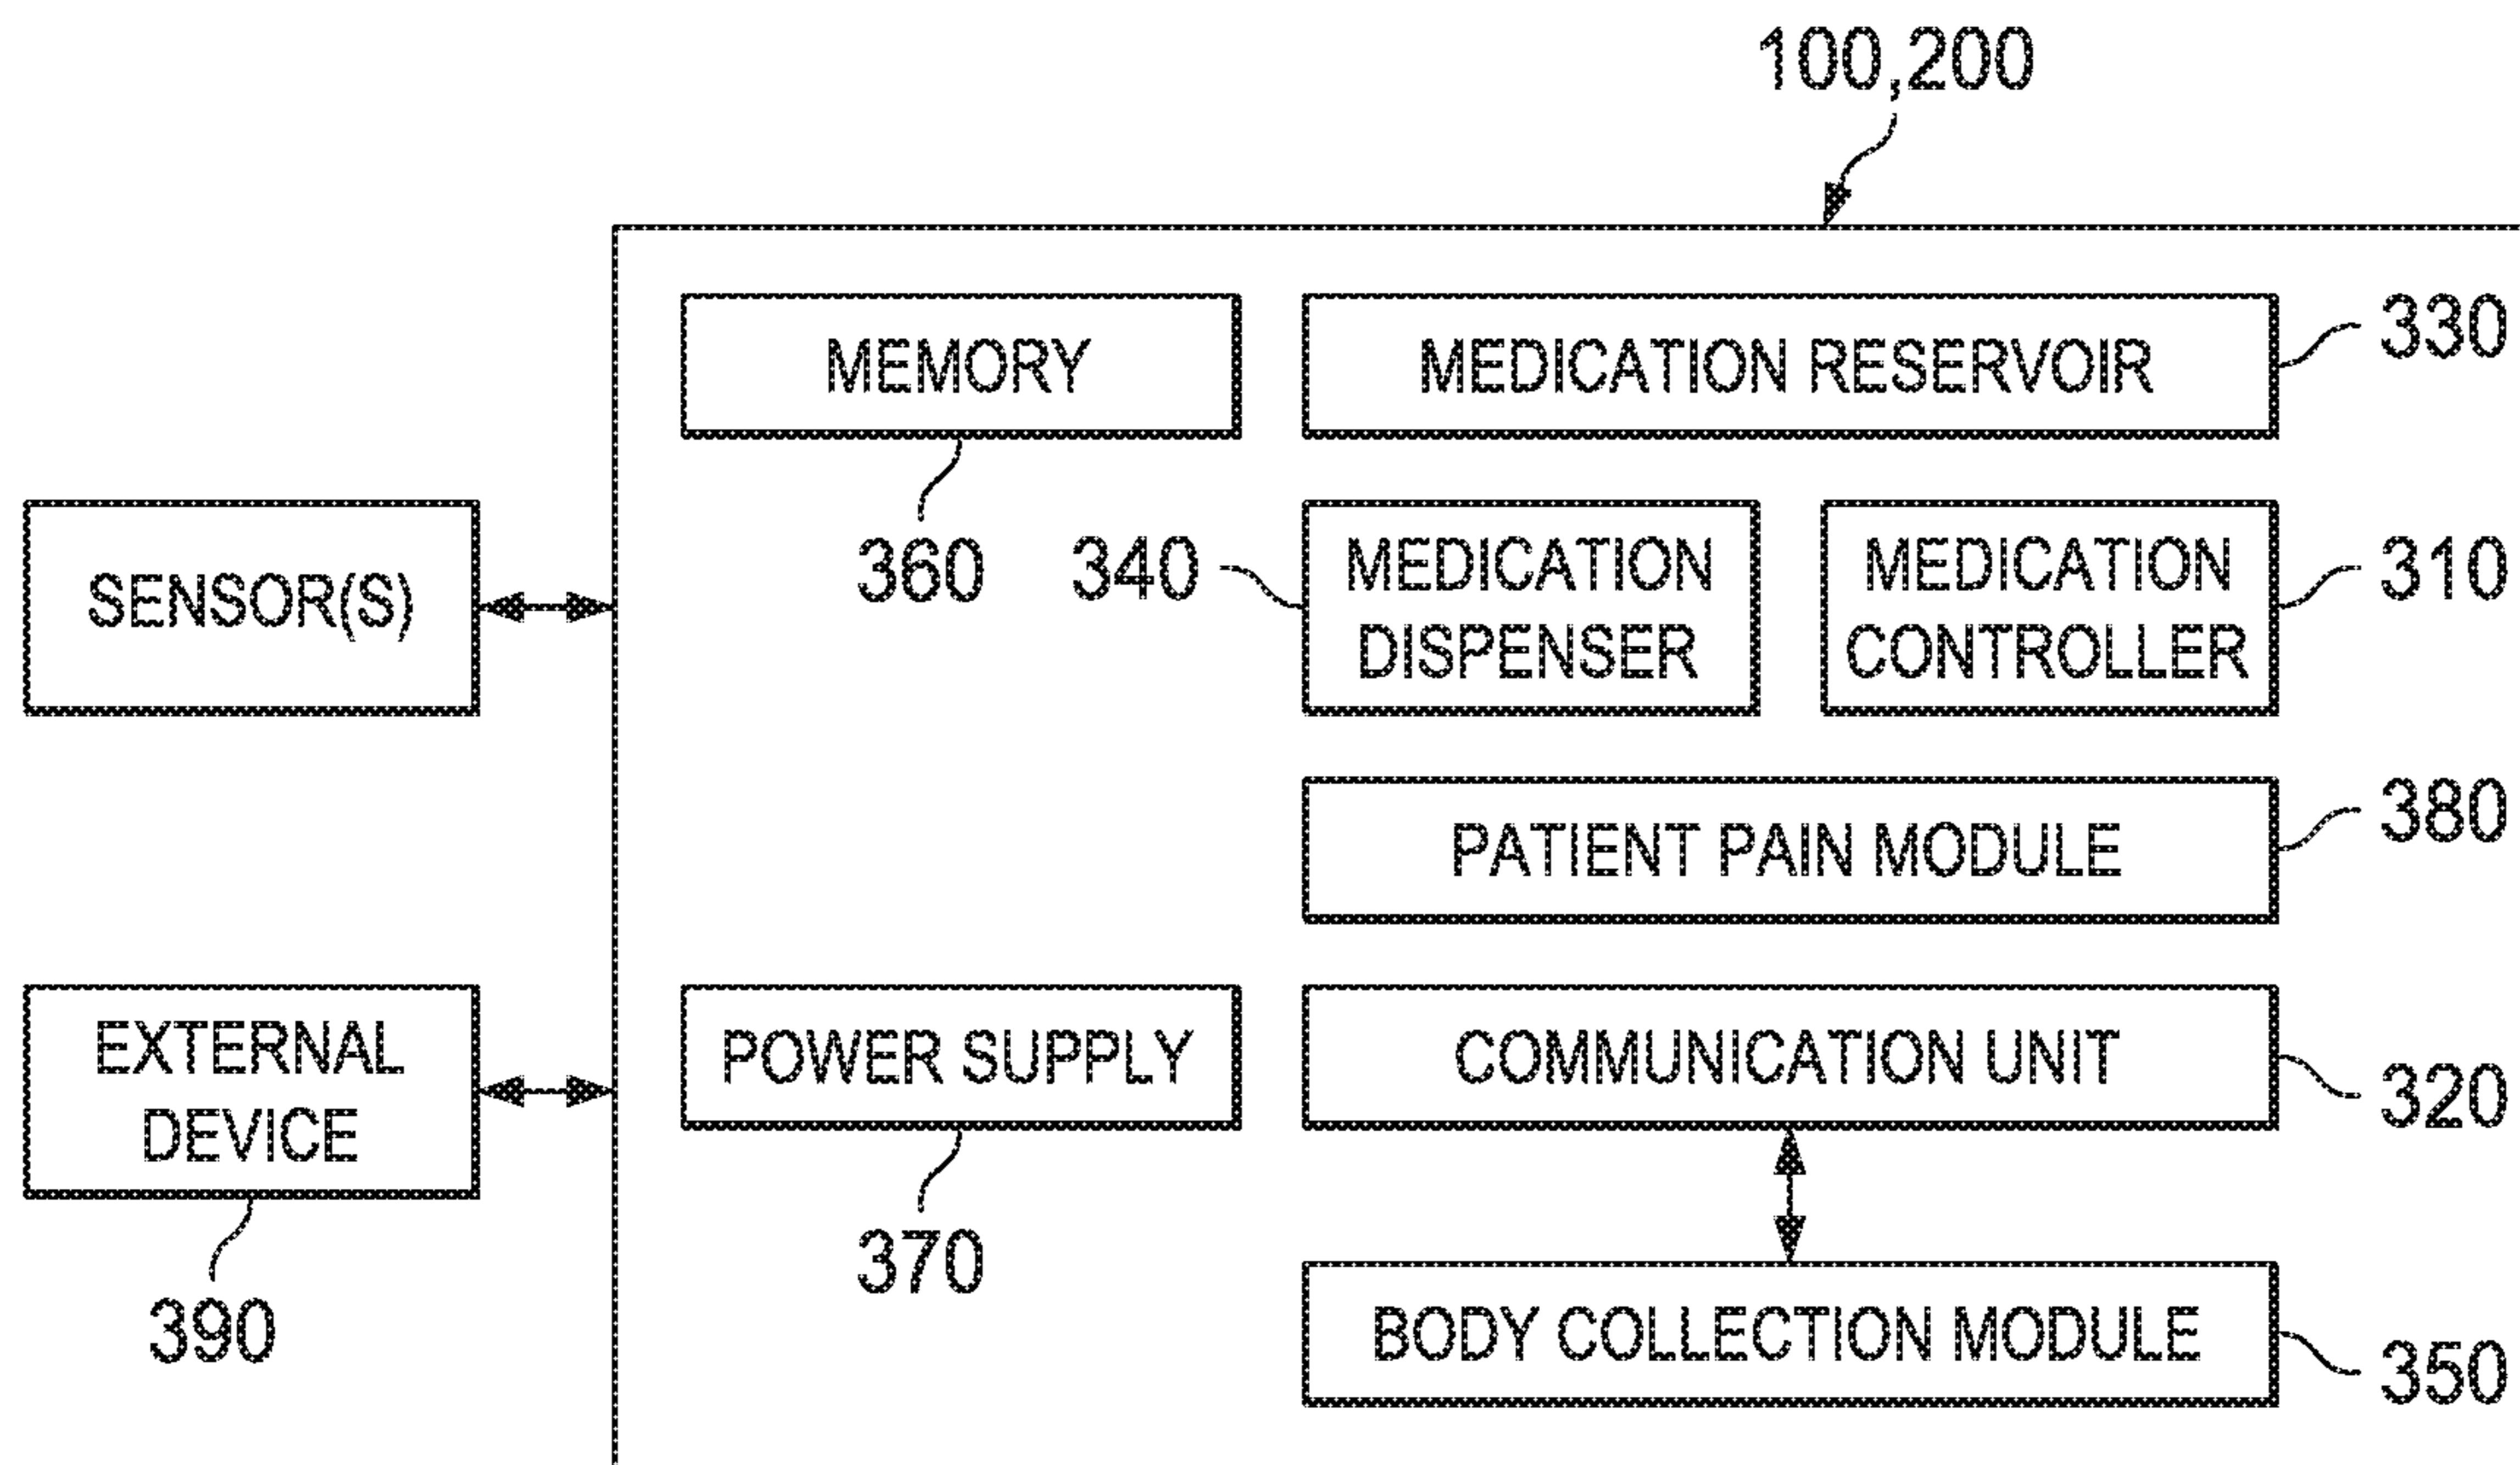 100,200
MEMORY
MEDICATION RESERVOIR
330
360
SENSOR(S)
340
MEDICATION
DISPENSER
MEDICATION
CONTROLLER
310
PATIENT PAIN MODULE
380
EXTERNAL
DEVICE
390
POWER SUPPLY
370
COMMUNICATION UNIT
320
BODY COLLECTION MODULE
350